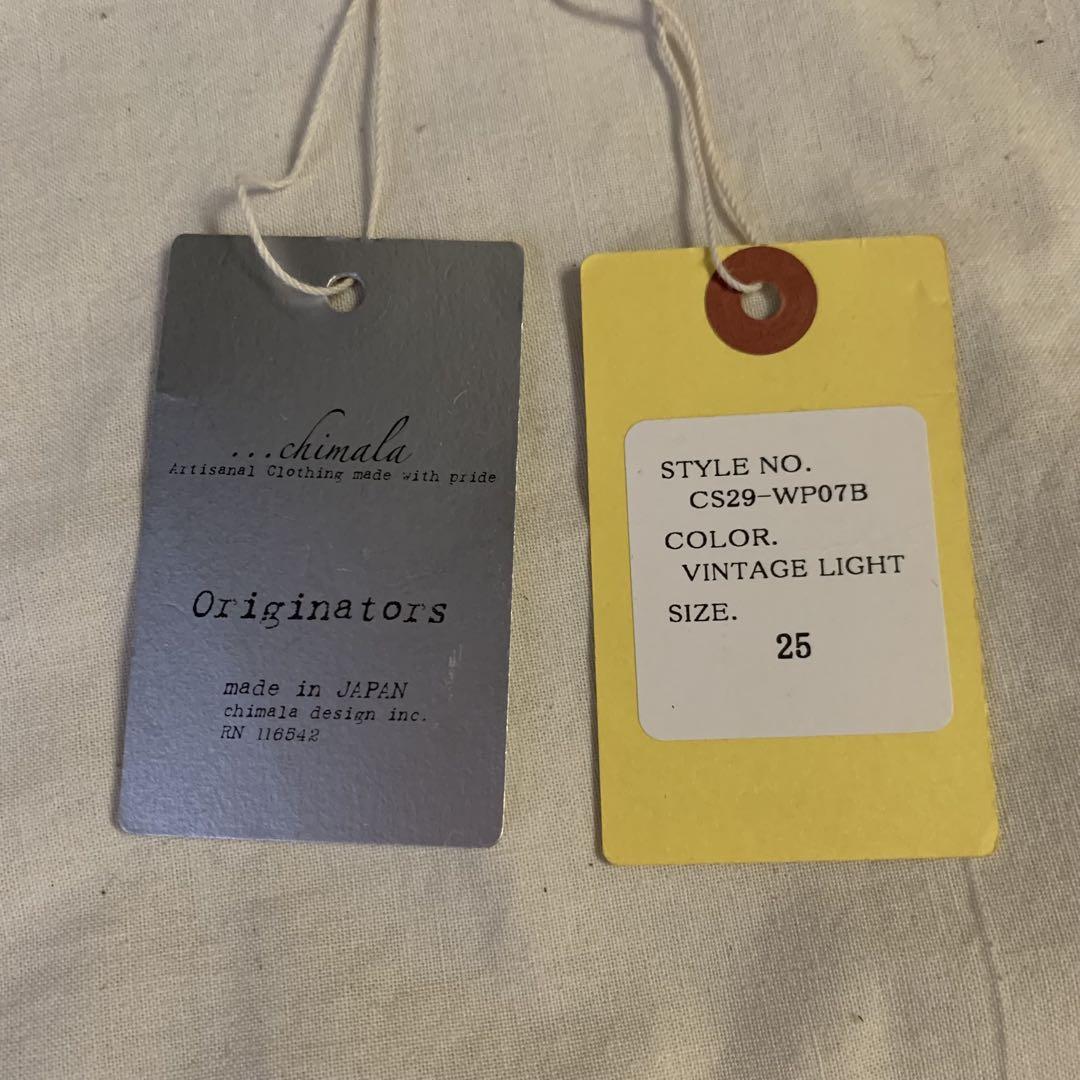 ...chimala
Artisanal Clothing made with pride
Originators
made in JAPAN
chimala design inc.
RN 116542
STYLE NO.
CS29-WP07B
COLOR.
VINTAGE LIGHT
SIZE.
25